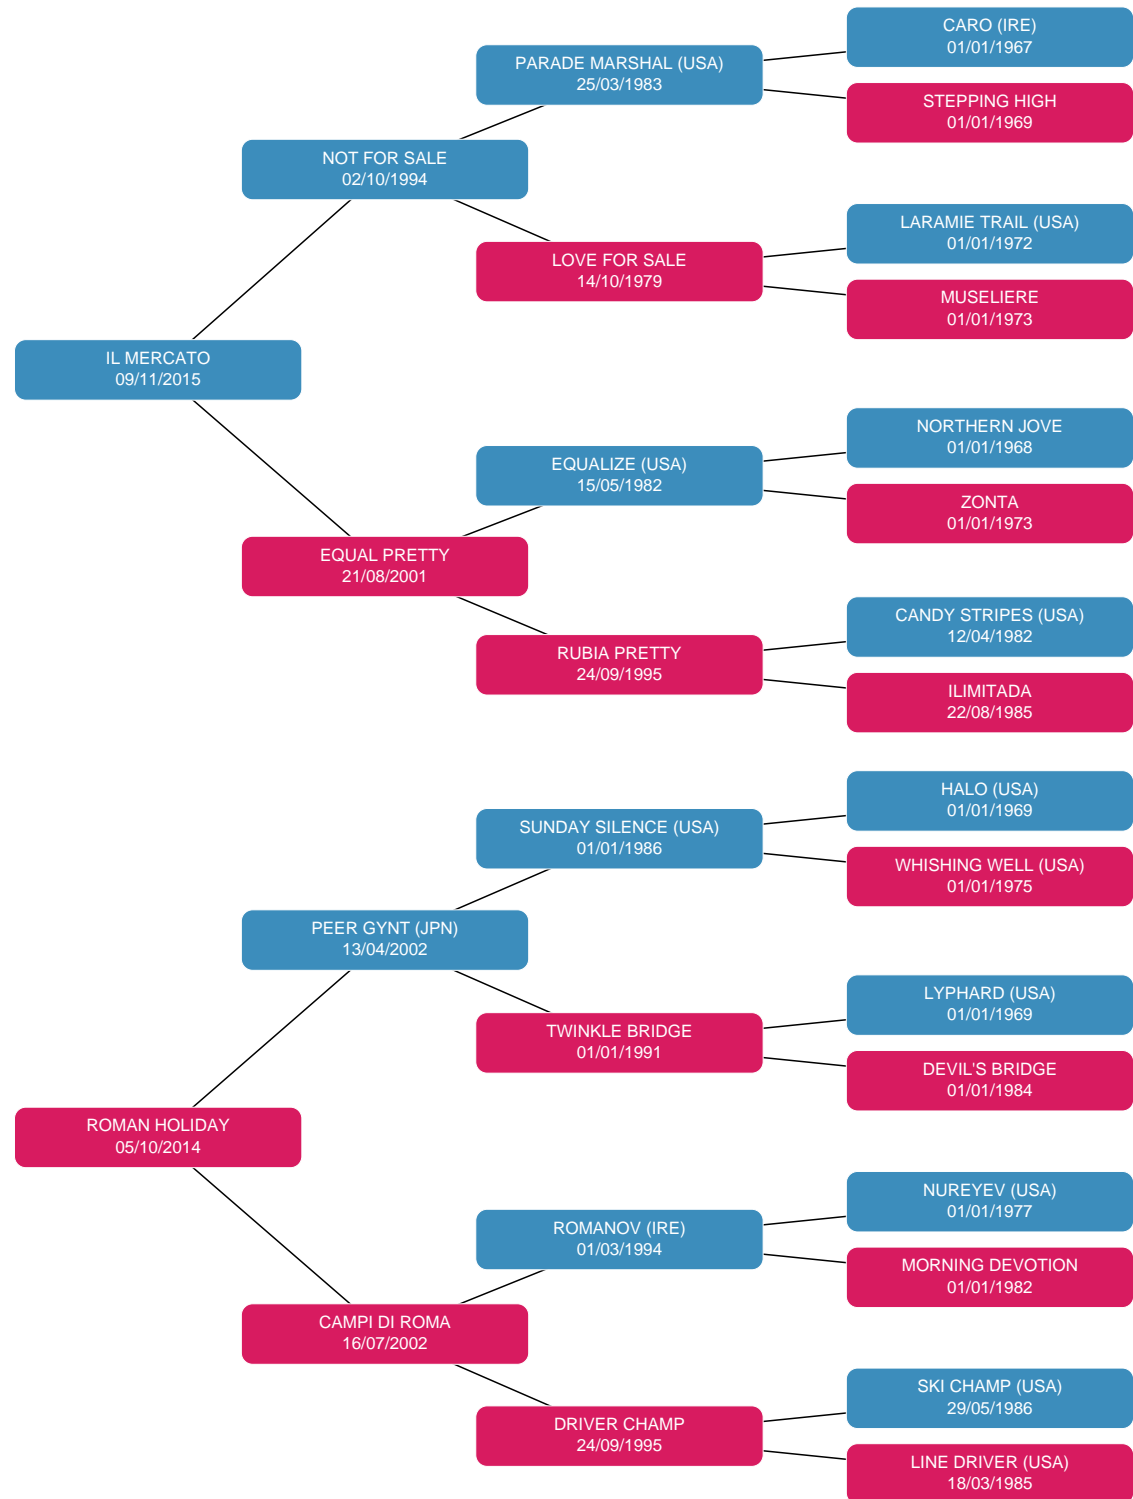 CARO (IRE)
01/01/1967
PARADE MARSHAL (USA)
25/03/1983
STEPPING HIGH
01/01/1969
NOT FOR SALE
02/10/1994
LARAMIE TRAIL (USA)
01/01/1972
LOVE FOR SALE
14/10/1979
MUSELIERE
01/01/1973
IL MERCATO
09/11/2015
NORTHERN JOVE
01/01/1968
EQUALIZE (USA)
15/05/1982
ZONTA
01/01/1973
EQUAL PRETTY
21/08/2001
CANDY STRIPES (USA)
12/04/1982
RUBIA PRETTY
24/09/1995
ILIMITADA
22/08/1985
HALO (USA)
01/01/1969
SUNDAY SILENCE (USA)
01/01/1986
WHISHING WELL (USA)
01/01/1975
PEER GYNT (JPN)
13/04/2002
LYPHARD (USA)
01/01/1969
TWINKLE BRIDGE
01/01/1991
DEVIL'S BRIDGE
01/01/1984
ROMAN HOLIDAY
05/10/2014
NUREYEV (USA)
01/01/1977
ROMANOV (IRE)
01/03/1994
MORNING DEVOTION
01/01/1982
CAMPI DI ROMA
16/07/2002
SKI CHAMP (USA)
29/05/1986
DRIVER CHAMP
24/09/1995
LINE DRIVER (USA)
18/03/1985